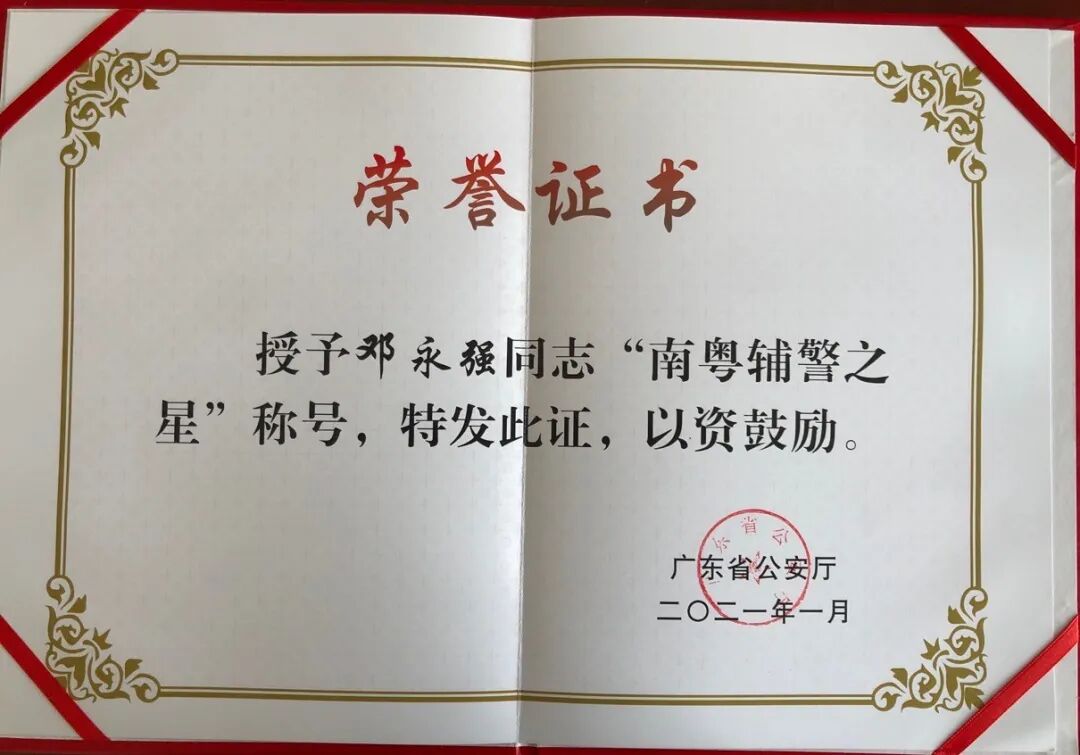 荣誉证书
授予邓永强同志“南粤辅警之
星”称号，特发此证，以资鼓励。
广东省公安厅
二〇二一年一月